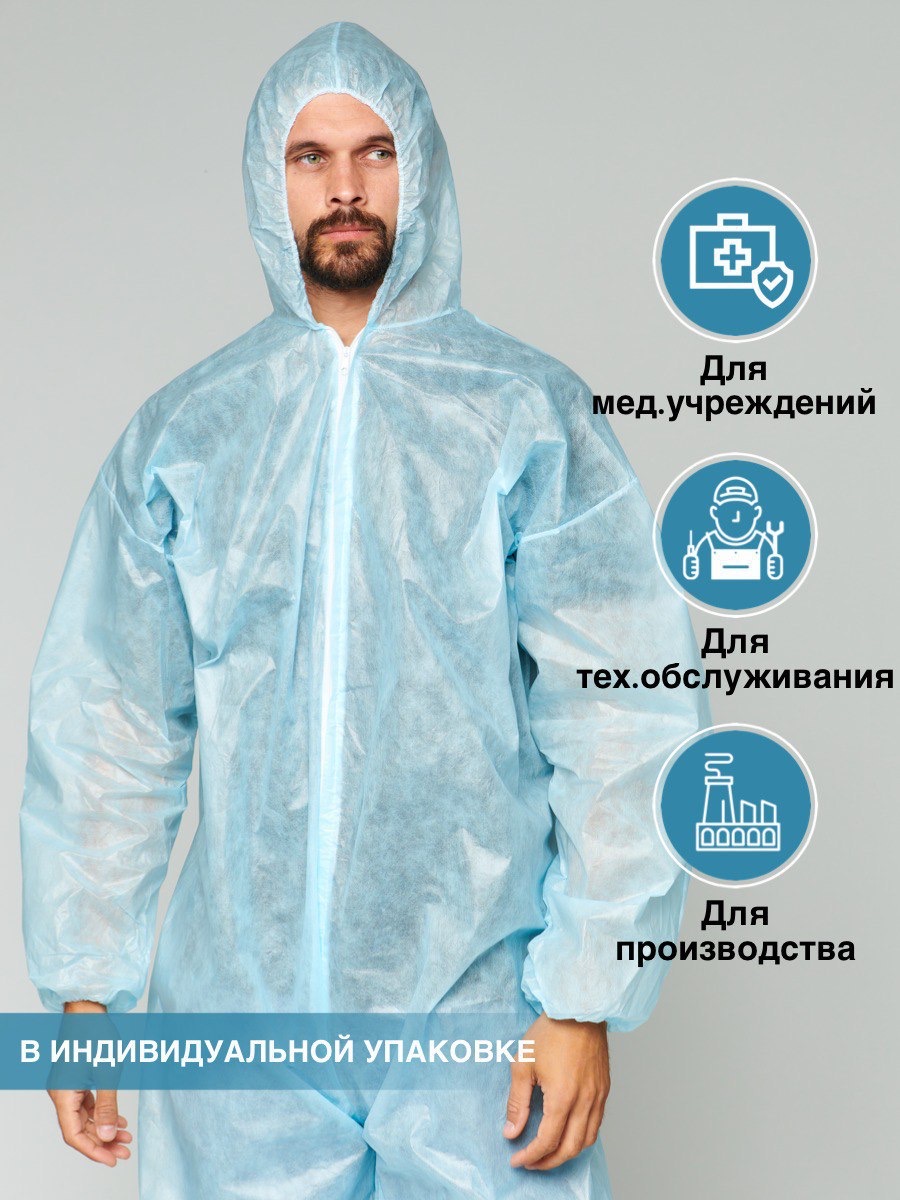 Для
мед.учреждений
Для
тех.обслуживания
Для
производства
В ИНДИВИДУАЛЬНОЙ УПАКОВКЕ